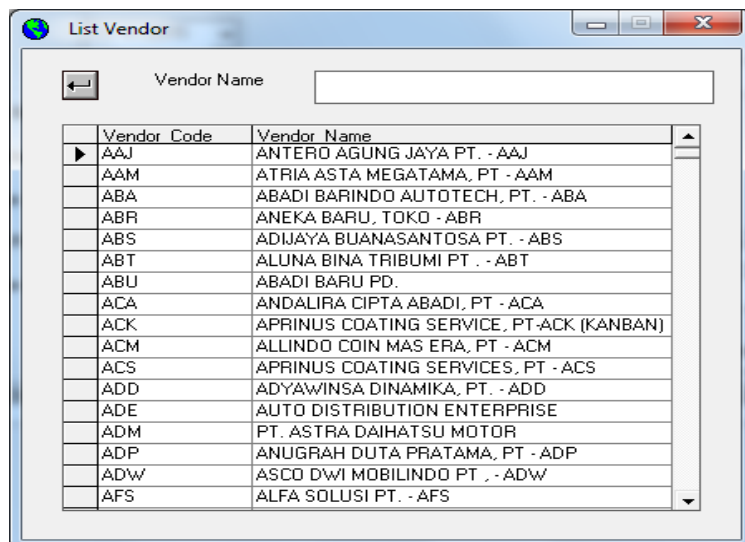 List Vendor
Vendor Name
Vendor_Code Vendor_Name
AAJ ANTERO AGUNG JAYA PT. - AAJ
AAM ATRIA ASTA MEGATAMA, PT - AAM
ABA ABADI BARINDO AUTOTECH, PT. - ABA
ABR ANEKA BARU, TOKO - ABR
ABS ADIJAYA BUANASANTOSA PT. - ABS
ABT ALUNA BINA TRIBUMI PT . - ABT
ABU ABADI BARU PD.
ACA ANDALIRA CIPTA ABADI, PT - ACA
ACK APRINUS COATING SERVICE, PT-ACK (KANBAN)
ACM ALLINDO COIN MAS ERA, PT - ACM
ACS APRINUS COATING SERVICES, PT - ACS
ADD ADYAWINSA DINAMIKA, PT. - ADD
ADE AUTO DISTRIBUTION ENTERPRISE
ADM PT. ASTRA DAIHATSU MOTOR
ADP ANUGRAH DUTA PRATAMA, PT - ADP
ADW ASCO DWI MOBILINDO PT , - ADW
AFS ALFA SOLUSI PT. - AFS